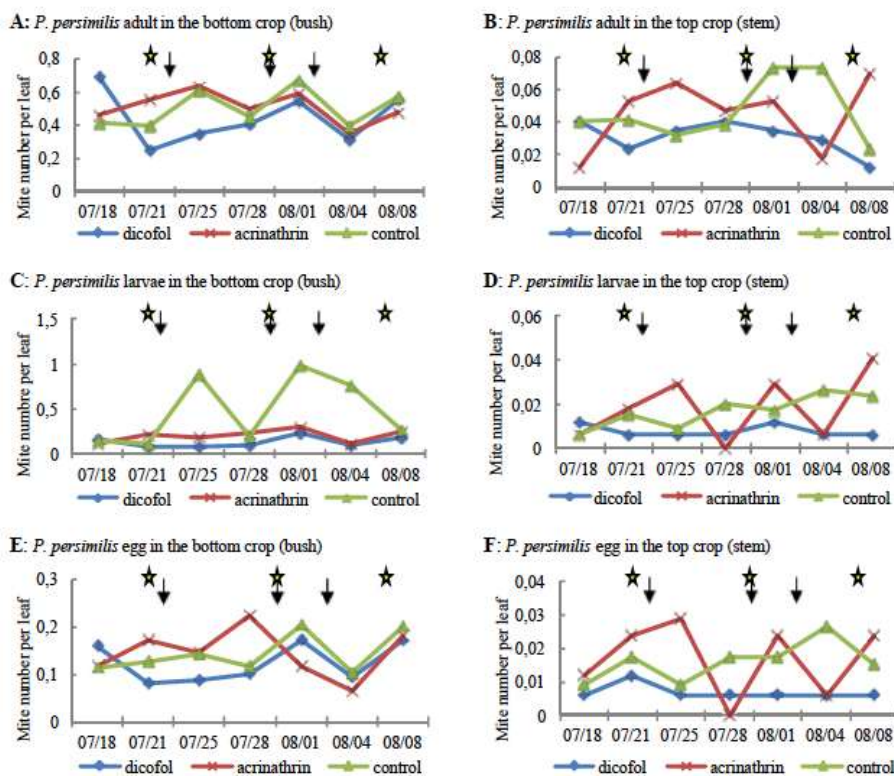 A: P. persimilis adult in the bottom crop (bush)
Mite number per leaf
0,8
0,6
0,4
0,2
0
07/18 07/21 07/25 07/28 08/01 08/04 08/08
dicofol acrinathrin control
B: P. persimilis adult in the top crop (stem)
Mite number per leaf
0,08
0,06
0,04
0,02
0
07/18 07/21 07/25 07/28 08/01 08/04 08/08
dicofol acrinathrin control
C: P. persimilis larvae in the bottom crop (bush)
Mite numbre per leaf
1,5
1
0,5
0
07/18 07/21 07/25 07/28 08/01 08/04 08/08
dicofol acrinathrin control
D: P. persimilis larvae in the top crop (stem)
Mite number per leaf
0,06
0,04
0,02
0
07/18 07/21 07/25 07/28 08/01 08/04 08/08
dicofol acrinathrin control
E: P. persimilis egg in the bottom crop (bush)
Mite number per leaf
0,3
0,2
0,1
0
07/18 07/21 07/25 07/28 08/01 08/04 08/08
dicofol acrinathrin control
F: P. persimilis egg in the top crop (stem)
Mite number per leaf
0,04
0,03
0,02
0,01
0
07/18 07/21 07/25 07/28 08/01 08/04 08/08
dicofol acrinathrin control